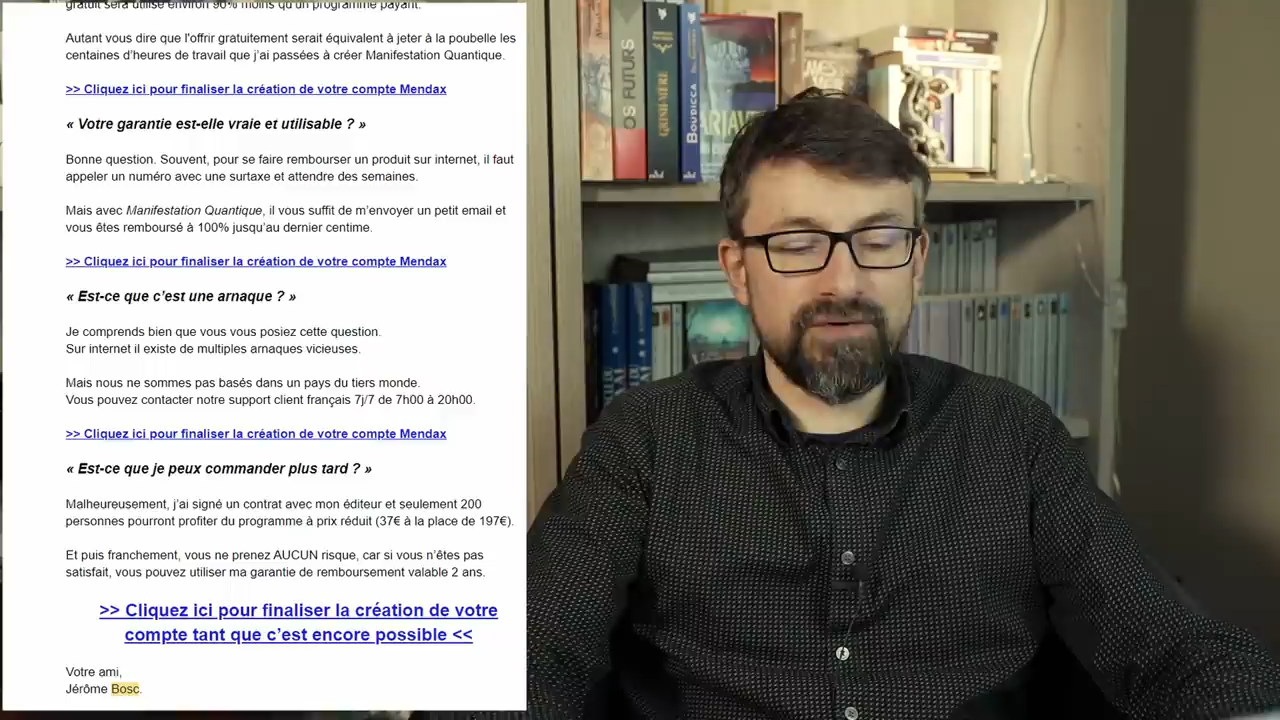 gratuit sera utilisé environ 90% moins qu'un programme payant.
Autant vous dire que l'offrir gratuitement serait équivalent à jeter à la poubelle les
centaines d'heures de travail que j'ai passées à créer Manifestation Quantique.
>> Cliquez ici pour finaliser la création de votre compte Mendax
« Votre garantie est-elle vraie et utilisable ? »
Bonne question. Souvent, pour se faire rembourser un produit sur internet, il faut
appeler un numéro avec une surtaxe et attendre des semaines.
Mais avec Manifestation Quantique, il vous suffit de m'envoyer un petit email et
vous êtes remboursé à 100% jusqu'au dernier centime.
>> Cliquez ici pour finaliser la création de votre compte Mendax
« Est-ce que c'est une arnaque ? »
Je comprends bien que vous vous posiez cette question.
Sur internet il existe de multiples arnaques vicieuses.
Mais nous ne sommes pas basés dans un pays du tiers monde.
Vous pouvez contacter notre support client français 7j/7 de 7h00 à 20h00.
>> Cliquez ici pour finaliser la création de votre compte Mendax
« Est-ce que je peux commander plus tard ? »
Malheureusement, j'ai signé un contrat avec mon éditeur et seulement 200
personnes pourront profiter du programme à prix réduit (37€ à la place de 197€).
Et puis franchement, vous ne prenez AUCUN risque, car si vous n'êtes pas
satisfait, vous pouvez utiliser ma garantie de remboursement valable 2 ans.
>> Cliquez ici pour finaliser la création de votre
compte tant que c'est encore possible <<
Votre ami,
Jérôme Bosc.
OS FUTURS
BOUDICCA